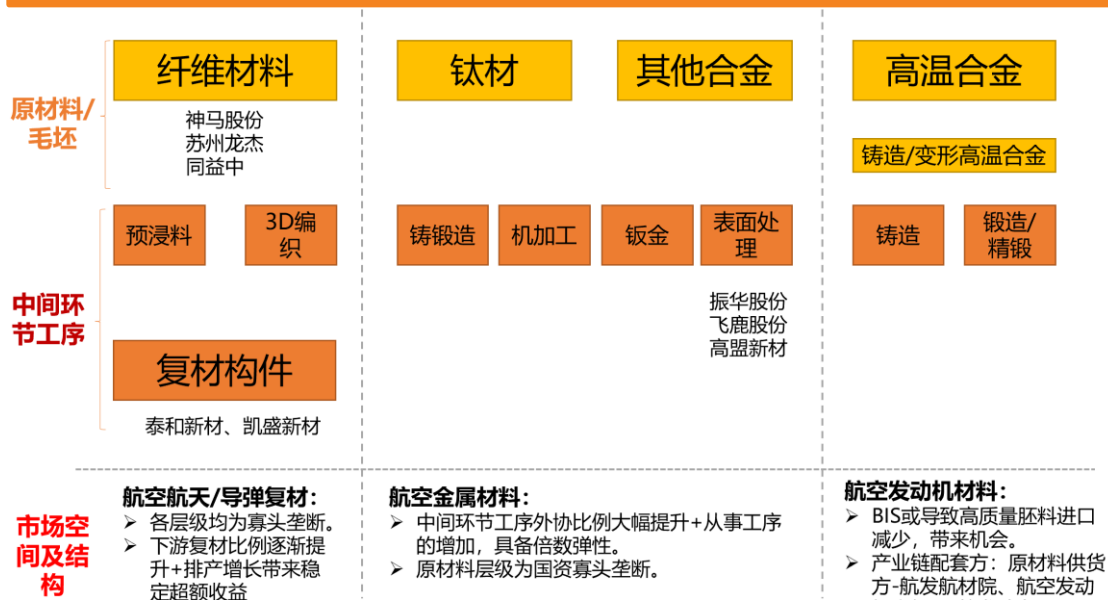 原材料/
毛坯
纤维材料
神马股份
苏州龙杰
同益中
钛材
其他合金
高温合金
铸造/变形高温合金
中间环
节工序
预浸料
3D编
织
复材构件
泰和新材、凯盛新材
铸锻造
机加工
钣金
表面处
理
振华股份
飞鹿股份
高盟新材
铸造
锻造/
精锻
市场空
间及结
构
航空航天/导弹复材：
➢ 各层级均为寡头垄断。
➢ 下游复材比例逐渐提
升+排产增长带来稳
定超额收益
航空金属材料：
➢ 中间环节工序外协比例大幅提升+从事工序
的增加，具备倍数弹性。
➢ 原材料层级为国资寡头垄断。
航空发动机材料：
➢ BIS或导致高质量胚料进口
减少，带来机会。
➢ 产业链配套方：原材料供货
方-航发航材院、航空发动